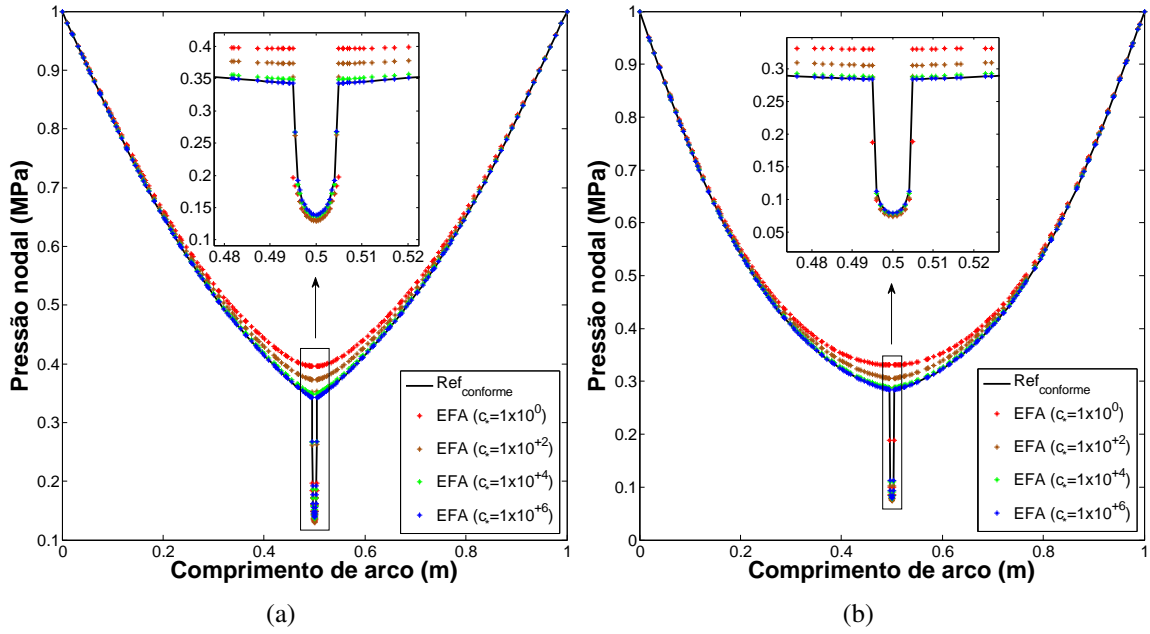 1
0.9
0.8
0.7
0.6
0.5
0.4
0.3
0.2
0.1
0 0.2 0.4 0.6 0.8 1
Pressão nodal (MPa)
Comprimento de arco (m)
0.4
0.35
0.3
0.25
0.2
0.15
0.1
0.48 0.49 0.5 0.51 0.52
Ref_conforme
EFA (c*=1x10^0)
EFA (c*=1x10^+2)
EFA (c*=1x10^+4)
EFA (c*=1x10^+6)
(a)
1
0.9
0.8
0.7
0.6
0.5
0.4
0.3
0.2
0.1
0
0 0.2 0.4 0.6 0.8 1
Pressão nodal (MPa)
Comprimento de arco (m)
0.3
0.25
0.2
0.15
0.1
0.05
0.48 0.49 0.5 0.51 0.52
Ref_conforme
EFA (c*=1x10^0)
EFA (c*=1x10^+2)
EFA (c*=1x10^+4)
EFA (c*=1x10^+6)
(b)